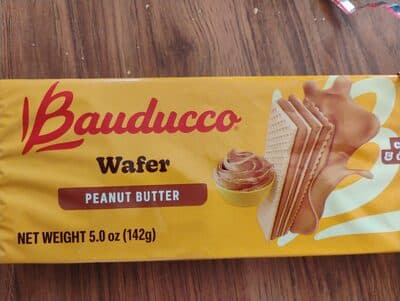 Bauducco
Wafer
PEANUT BUTTER
NET WEIGHT 5.0 oz (142g)